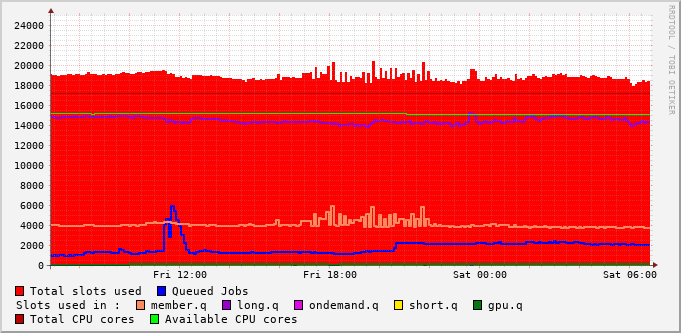 RRDTOOL / TOBI OETIKER
24000
22000
20000
18000
16000
14000
12000
10000
8000
6000
4000
2000
0
Fri 12:00 Fri 18:00 Sat 00:00 Sat 06:00
Total slots used Queued Jobs
Slots used in : member.q long.q ondemand.q short.q gpu.q
Total CPU cores Available CPU cores